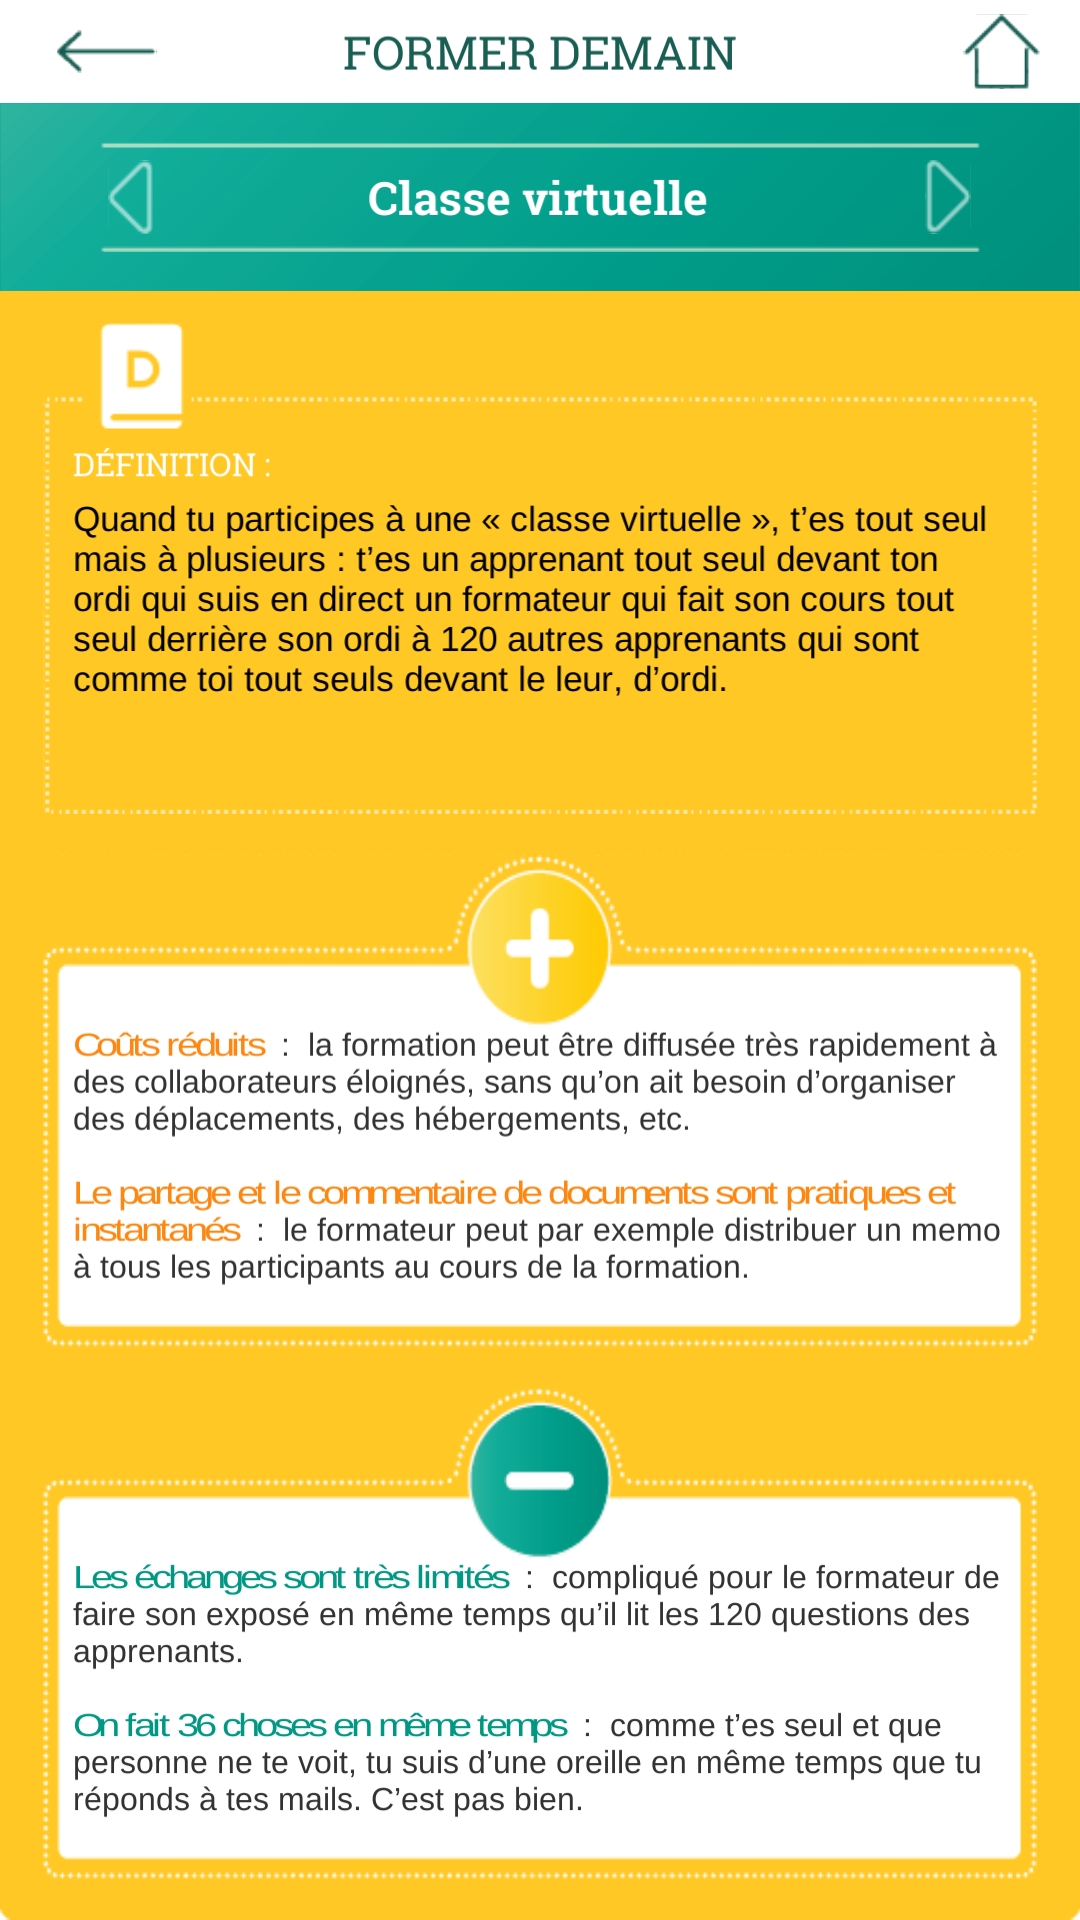 FORMER DEMAIN
Classe virtuelle
D
DÉFINITION :
Quand tu participes à une « classe virtuelle », t’es tout seul
mais à plusieurs : t’es un apprenant tout seul devant ton
ordi qui suis en direct un formateur qui fait son cours tout
seul derrière son ordi à 120 autres apprenants qui sont
comme toi tout seuls devant le leur, d’ordi.
Coûts réduits : la formation peut être diffusée très rapidement à
des collaborateurs éloignés, sans qu’on ait besoin d’organiser
des déplacements, des hébergements, etc.
Le partage et le commentaire de documents sont pratiques et
instantanés : le formateur peut par exemple distribuer un memo
à tous les participants au cours de la formation.
Les échanges sont très limités : compliqué pour le formateur de
faire son exposé en même temps qu’il lit les 120 questions des
apprenants.
On fait 36 choses en même temps : comme t’es seul et que
personne ne te voit, tu suis d’une oreille en même temps que tu
réponds à tes mails. C’est pas bien.